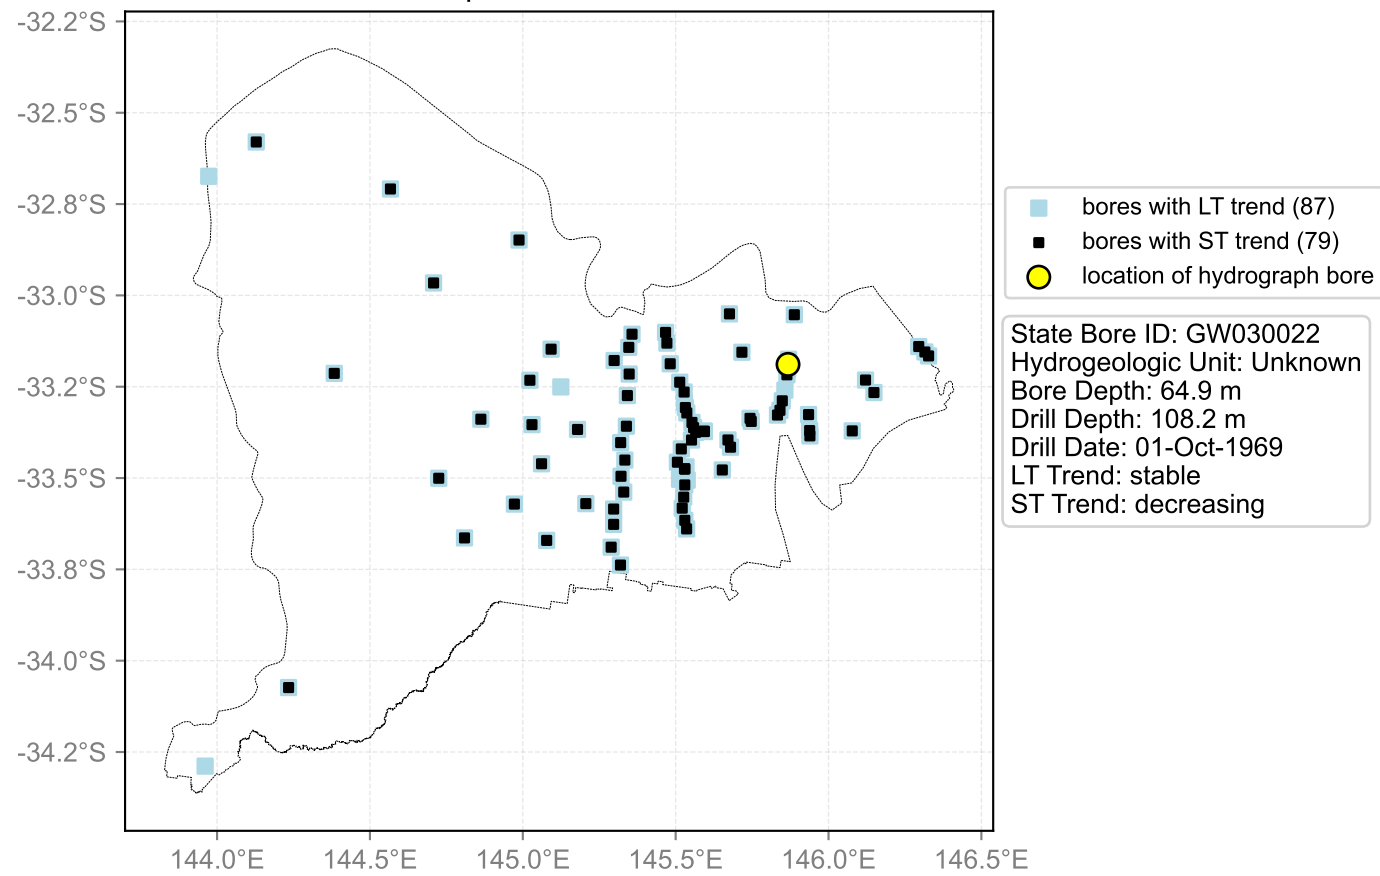 -32.2°S
-32.5°S
-32.8°S
-33.0°S
-33.2°S
-33.5°S
-33.8°S
-34.0°S
-34.2°S
144.0°E
144.5°E
145.0°E
145.5°E
146.0°E
146.5°E
bores with LT trend (87)
bores with ST trend (79)
location of hydrograph bore
State Bore ID: GW030022
Hydrogeologic Unit: Unknown
Bore Depth: 64.9 m
Drill Depth: 108.2 m
Drill Date: 01-Oct-1969
LT Trend: stable
ST Trend: decreasing